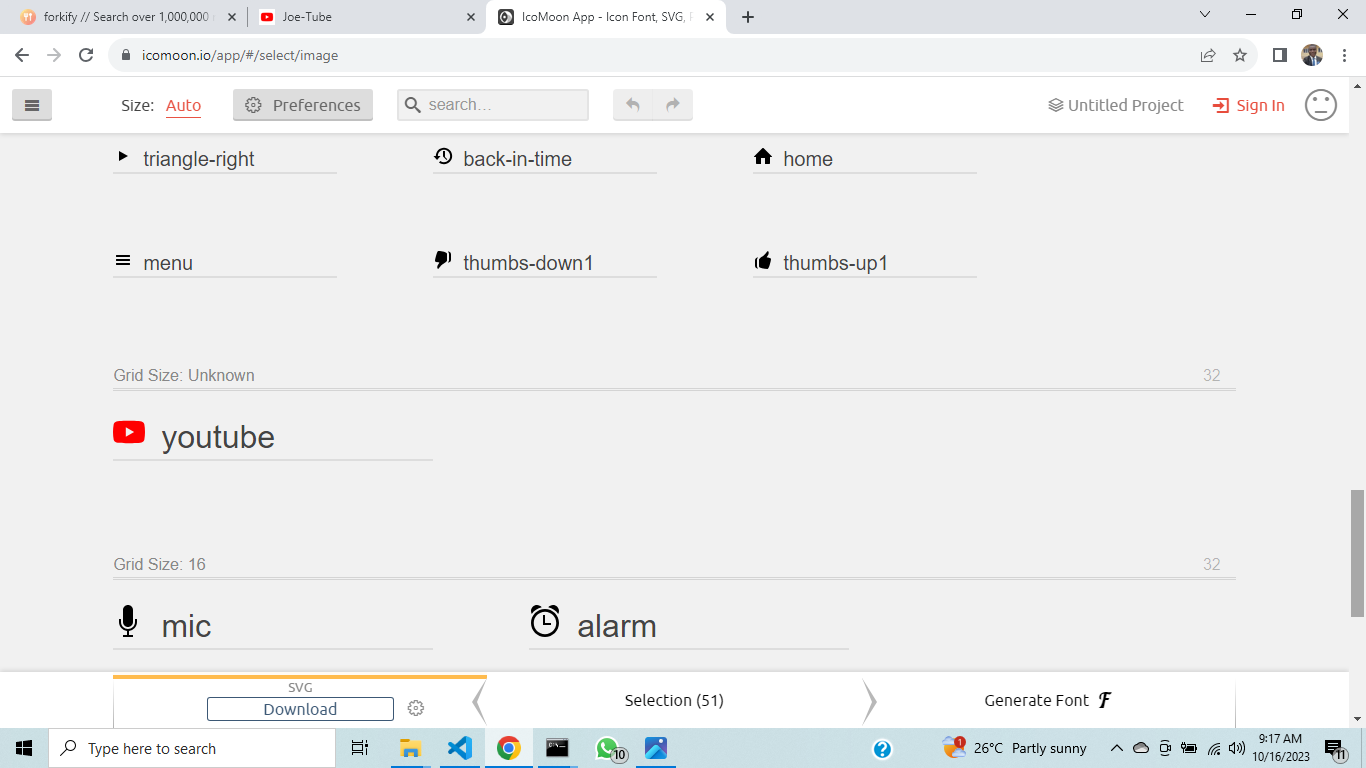 forkify // Search over 1,000,000
Joe-Tube
IcoMoon App - Icon Font, SVG,
icomoon.io/app/#/select/image
Size: Auto
Preferences
search...
Untitled Project
Sign In
triangle-right
back-in-time
home
menu
thumbs-down1
thumbs-up1
Grid Size: Unknown
32
youtube
Grid Size: 16
32
mic
alarm
SVG
Download
Selection (51)
Generate Font
Type here to search
10
1
26°C Partly sunny
9:17 AM
10/16/2023
11